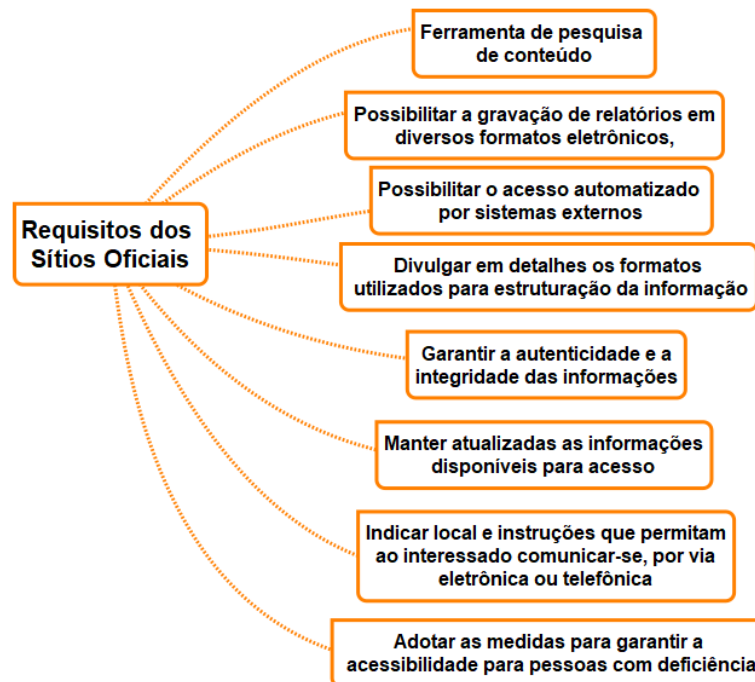 Ferramenta de pesquisa
de conteúdo
Possibilitar a gravação de relatórios em
diversos formatos eletrônicos,
Possibilitar o acesso automatizado
por sistemas externos
Requisitos dos
Sítios Oficiais
Divulgar em detalhes os formatos
utilizados para estruturação da informação
Garantir a autenticidade e a
integridade das informações
Manter atualizadas as informações
disponíveis para acesso
Indicar local e instruções que permitam
ao interessado comunicar-se, por via
eletrônica ou telefônica
Adotar as medidas para garantir a
acessibilidade para pessoas com deficiência